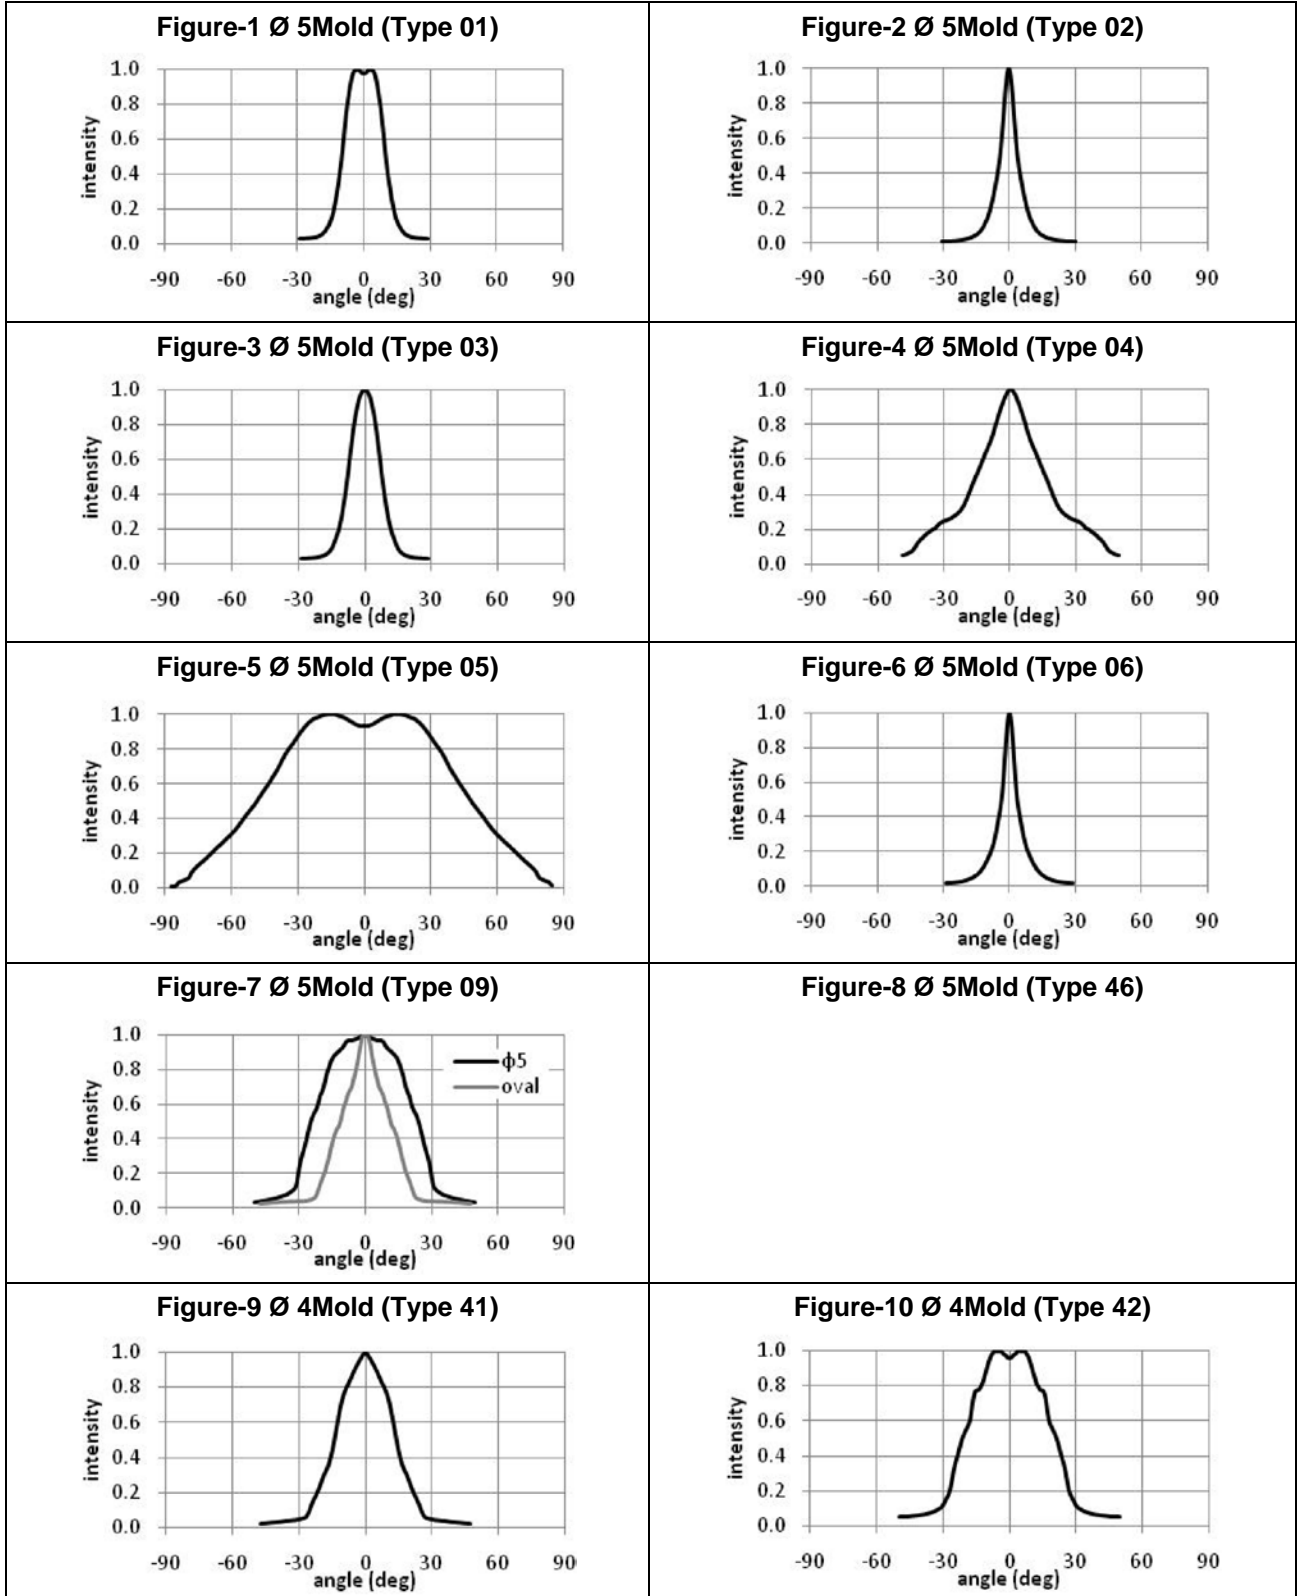 Figure-1 Ø 5Mold (Type 01)
1.0
0.8
0.6
0.4
0.2
0.0
intensity
-90 -60 -30 0 30 60 90
angle (deg)
Figure-2 Ø 5Mold (Type 02)
1.0
0.8
0.6
0.4
0.2
0.0
intensity
-90 -60 -30 0 30 60 90
angle (deg)
Figure-3 Ø 5Mold (Type 03)
1.0
0.8
0.6
0.4
0.2
0.0
intensity
-90 -60 -30 0 30 60 90
angle (deg)
Figure-4 Ø 5Mold (Type 04)
1.0
0.8
0.6
0.4
0.2
0.0
intensity
-90 -60 -30 0 30 60 90
angle (deg)
Figure-5 Ø 5Mold (Type 05)
1.0
0.8
0.6
0.4
0.2
0.0
intensity
-90 -60 -30 0 30 60 90
angle (deg)
Figure-6 Ø 5Mold (Type 06)
1.0
0.8
0.6
0.4
0.2
0.0
intensity
-90 -60 -30 0 30 60 90
angle (deg)
Figure-7 Ø 5Mold (Type 09)
1.0
0.8
0.6
0.4
0.2
0.0
intensity
ф5
oval
-90 -60 -30 0 30 60 90
angle (deg)
Figure-8 Ø 5Mold (Type 46)
Figure-9 Ø 4Mold (Type 41)
1.0
0.8
0.6
0.4
0.2
0.0
intensity
-90 -60 -30 0 30 60 90
angle (deg)
Figure-10 Ø 4Mold (Type 42)
1.0
0.8
0.6
0.4
0.2
0.0
intensity
-90 -60 -30 0 30 60 90
angle (deg)